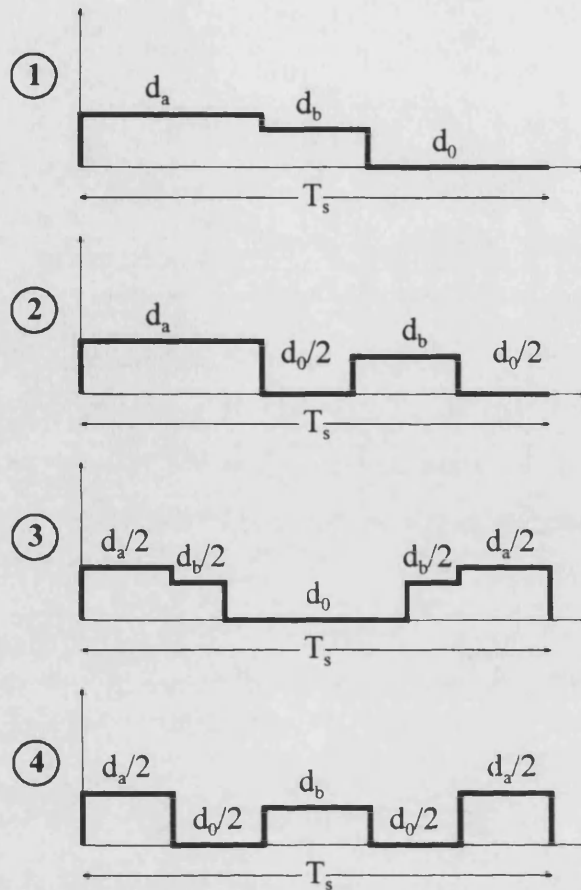 1
d_a d_b d_0
T_s
2
d_a d_0/2 d_b d_0/2
T_s
3
d_a/2 d_b/2 d_0 d_b/2 d_a/2
T_s
4
d_a/2 d_0/2 d_b d_0/2 d_a/2
T_s